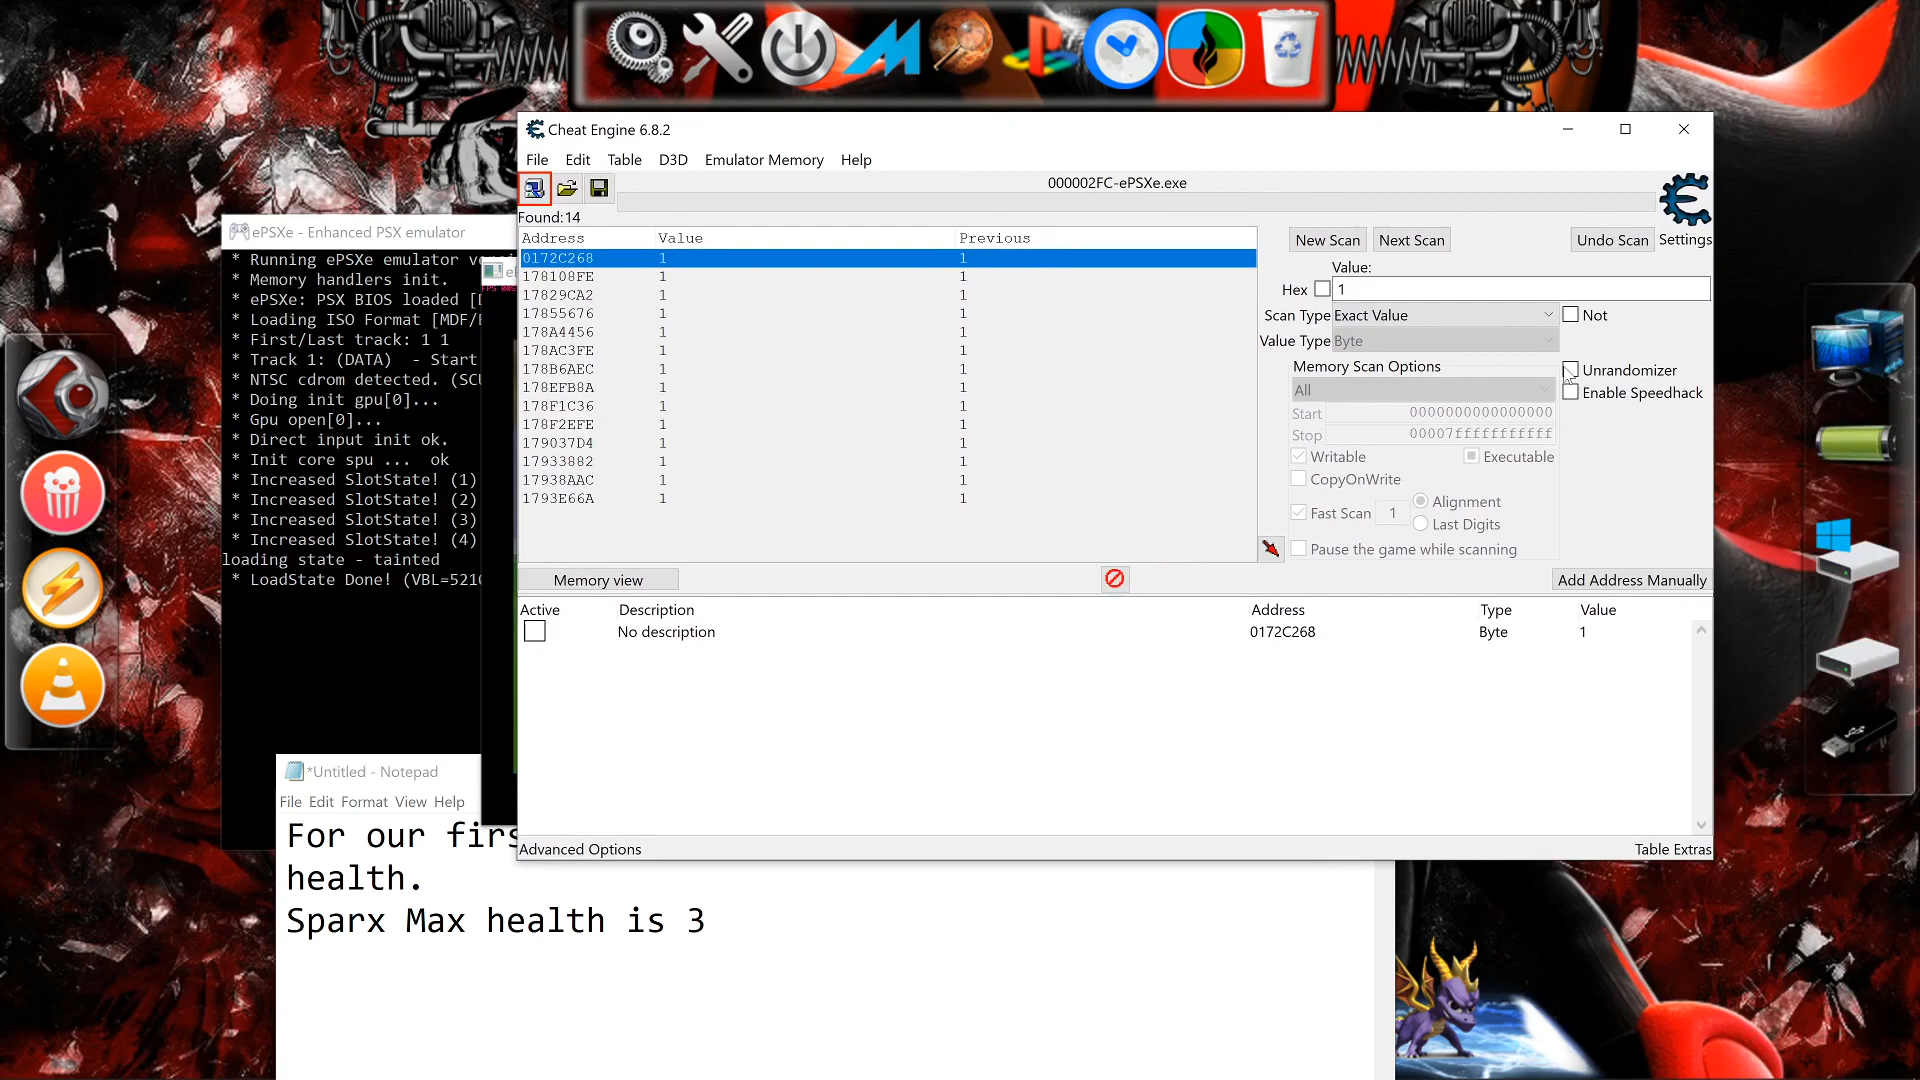 Cheat Engine 6.8.2
File Edit Table D3D Emulator Memory Help
000002FC-ePSXe.exe
Found:14
Address Value Previous
0172C268 1 1
178108FE 1 1
17829CA2 1 1
17855676 1 1
178A4456 1 1
178AC3FE 1 1
178B6AEC 1 1
178EFB8A 1 1
178F1C36 1 1
178F2EFE 1 1
179037D4 1 1
17933882 1 1
17938AAC 1 1
1793E66A 1 1
New Scan Next Scan Undo Scan Settings
Value:
Hex 1
Scan Type Exact Value Not
Value Type Byte
Memory Scan Options
All
Unrandomizer
Enable Speedhack
Start 0000000000000000
Stop 00007fffffffffff
Writable Executable
CopyOnWrite
Fast Scan 1 Alignment
Last Digits
Pause the game while scanning
Memory view Add Address Manually
Active Description Address Type Value
No description 0172C268 Byte 1
Advanced Options Table Extras
ePSXe - Enhanced PSX emulator
* Running ePSXe emulator
* Memory handlers init.
* ePSXe: PSX BIOS loaded
* Loading ISO Format [MDF/
* First/Last track: 1 1
* Track 1: (DATA) - Start
* NTSC cdrom detected.
* Doing init gpu[0]...
* Gpu open[0]...
* Direct input init ok.
* Init core spu ... ok
* Increased SlotState! (1)
* Increased SlotState! (2)
* Increased SlotState! (3)
* Increased SlotState! (4)
loading state - tainted
* LoadState Done!
*Untitled - Notepad
File Edit Format View Help
For our firs
health.
Sparx Max health is 3